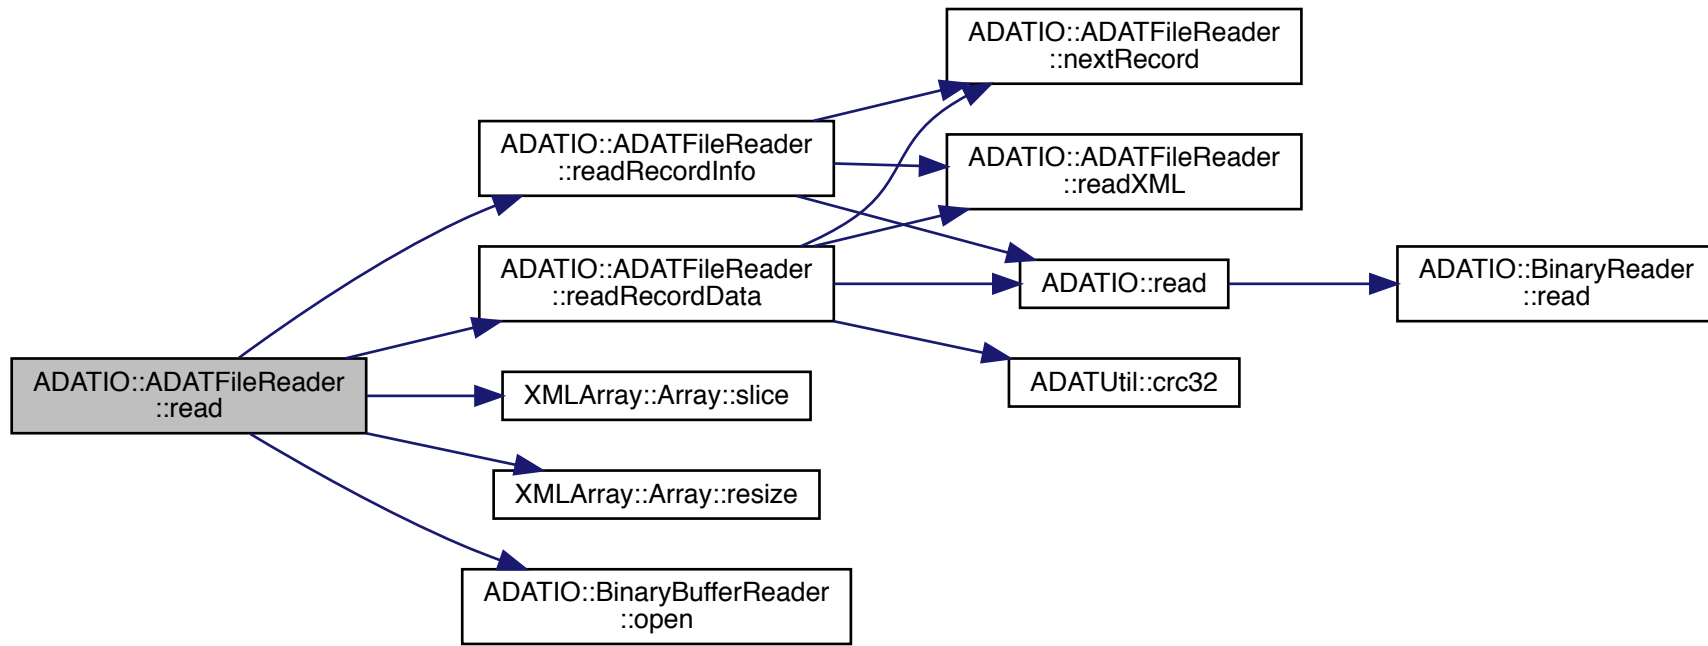 ADATIO::ADATFileReader
::nextRecord
ADATIO::ADATFileReader
::readRecordInfo
ADATIO::ADATFileReader
::readXML
ADATIO::ADATFileReader
::readRecordData
ADATIO::read
ADATIO::BinaryReader
::read
ADATIO::ADATFileReader
::read
XMLArray::Array::slice
ADATUtil::crc32
XMLArray::Array::resize
ADATIO::BinaryBufferReader
::open